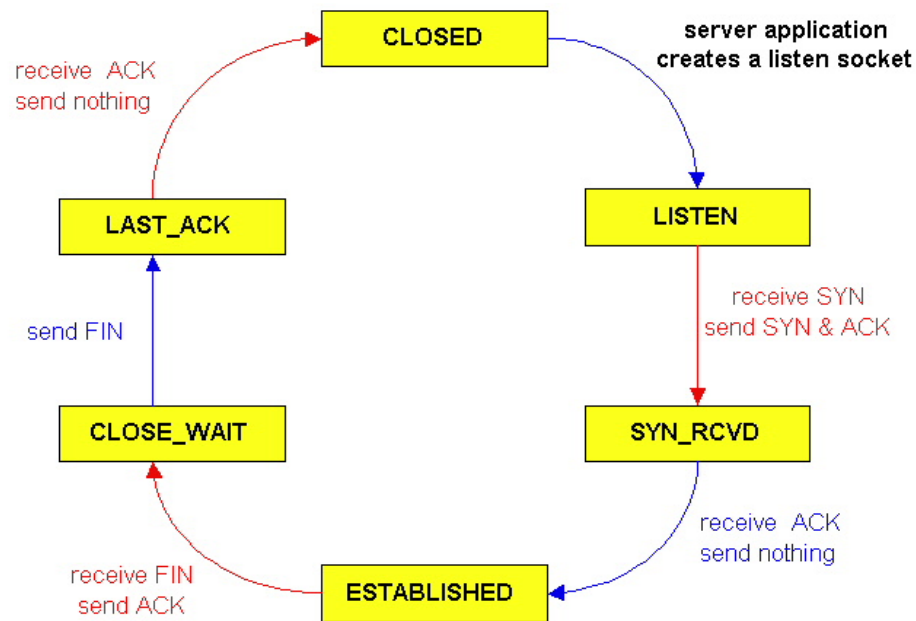 CLOSED
server application
creates a listen socket
receive ACK
send nothing
LAST_ACK
LISTEN
receive SYN
send SYN & ACK
send FIN
CLOSE_WAIT
SYN_RCVD
receive ACK
send nothing
receive FIN
send ACK
ESTABLISHED